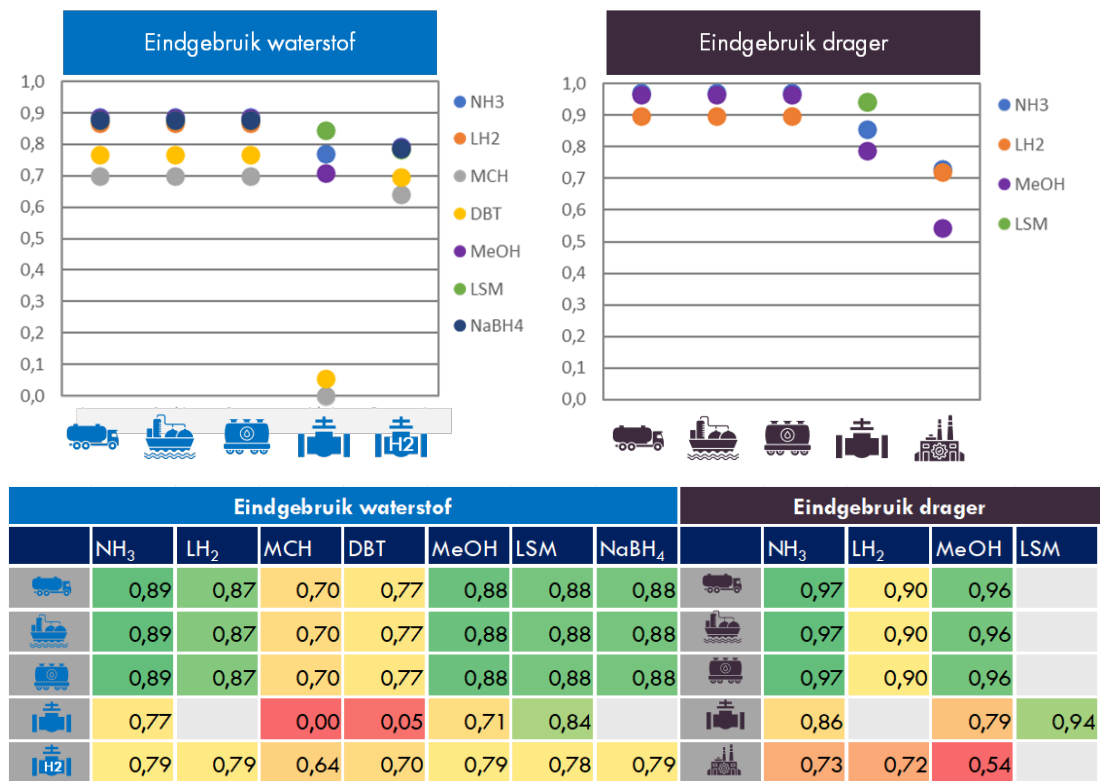 Eindgebruik waterstof
1,0
0,9
0,8
0,7
0,6
0,5
0,4
0,3
0,2
0,1
0,0
NH3
LH2
MCH
DBT
MeOH
LSM
NaBH4
H2
Eindgebruik drager
1,0
0,9
0,8
0,7
0,6
0,5
0,4
0,3
0,2
0,1
0,0
NH3
LH2
MeOH
LSM
Eindgebruik waterstof Eindgebruik drager
NH₃ LH₂ MCH DBT MeOH LSM NaBH₄ NH₃ LH₂ MeOH LSM
0,89 0,87 0,70 0,77 0,88 0,88 0,88 0,97 0,90 0,96
0,89 0,87 0,70 0,77 0,88 0,88 0,88 0,97 0,90 0,96
0,89 0,87 0,70 0,77 0,88 0,88 0,88 0,97 0,90 0,96
0,77 0,00 0,05 0,71 0,84 0,86 0,79 0,94
H2 0,79 0,79 0,64 0,70 0,79 0,78 0,79 0,73 0,72 0,54